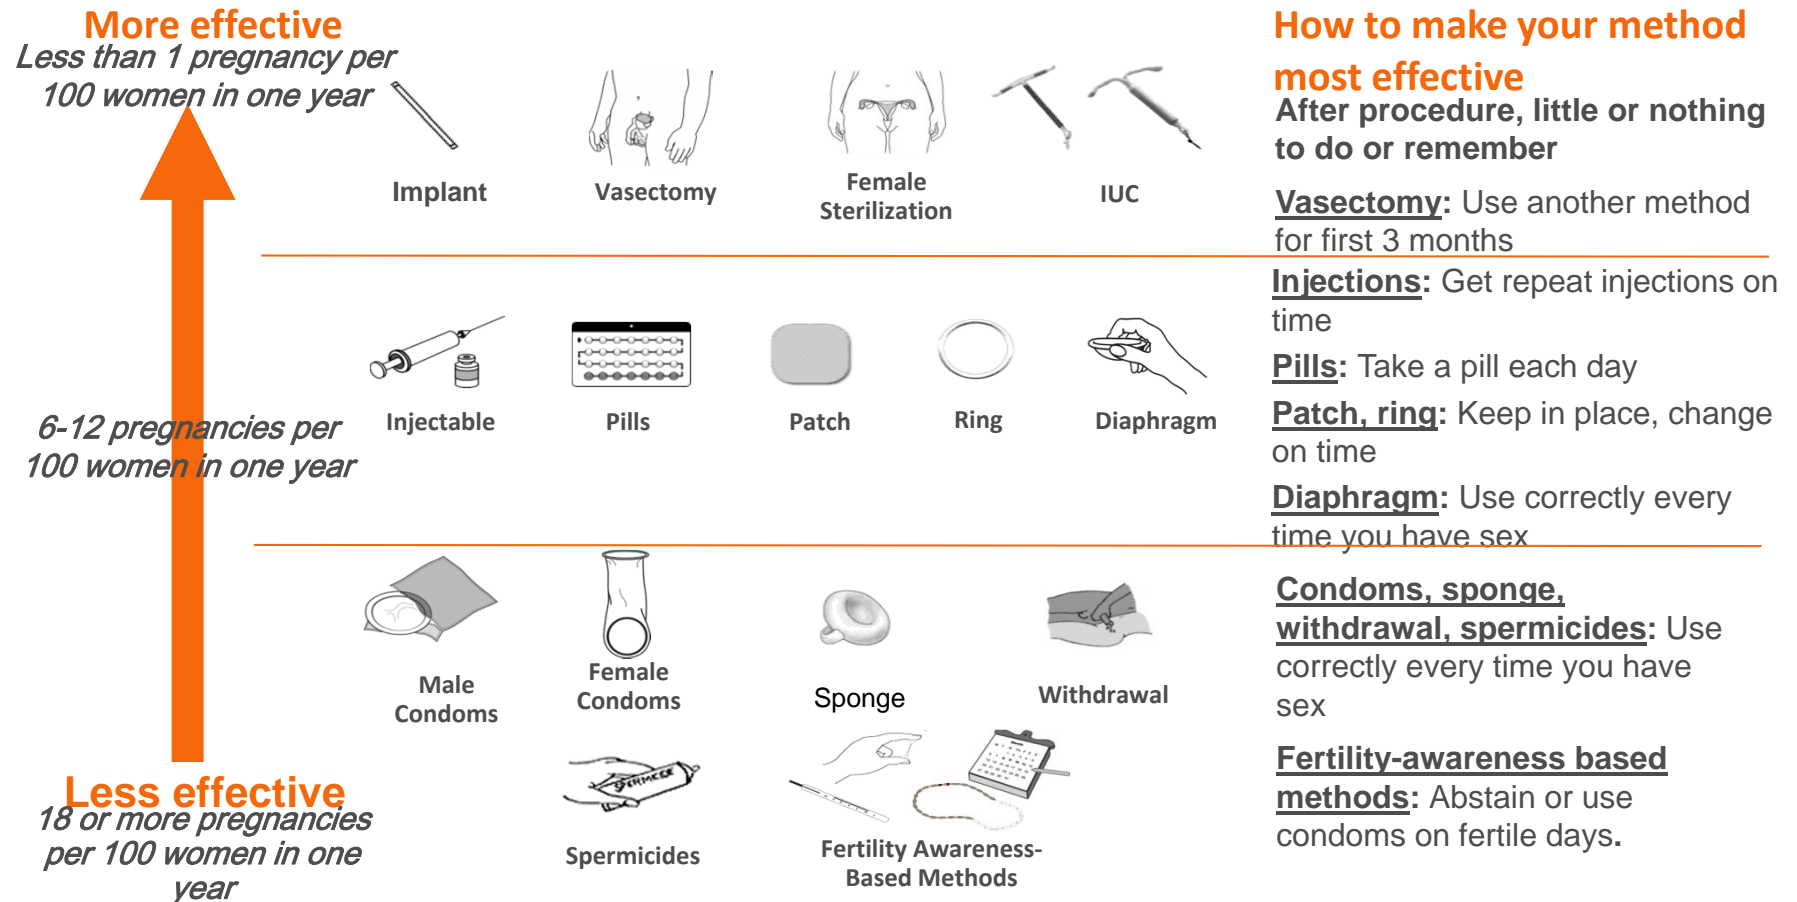 More effective
Less than 1 pregnancy per
100 women in one year
How to make your method
most effective
After procedure, little or nothing
to do or remember
Implant
Vasectomy
Female
Sterilization
IUC
Vasectomy: Use another method
for first 3 months
Injections: Get repeat injections on
time
Pills: Take a pill each day
Patch, ring: Keep in place, change
on time
Diaphragm: Use correctly every
time you have sex
Injectable
Pills
Patch
Ring
Diaphragm
6-12 pregnancies per
100 women in one year
Male
Condoms
Female
Condoms
Sponge
Withdrawal
Condoms, sponge,
withdrawal, spermicides: Use
correctly every time you have
sex
SPERMICIDE
Spermicides
Fertility Awareness-
Based Methods
Fertility-awareness based
methods: Abstain or use
condoms on fertile days.
Less effective
18 or more pregnancies
per 100 women in one
year